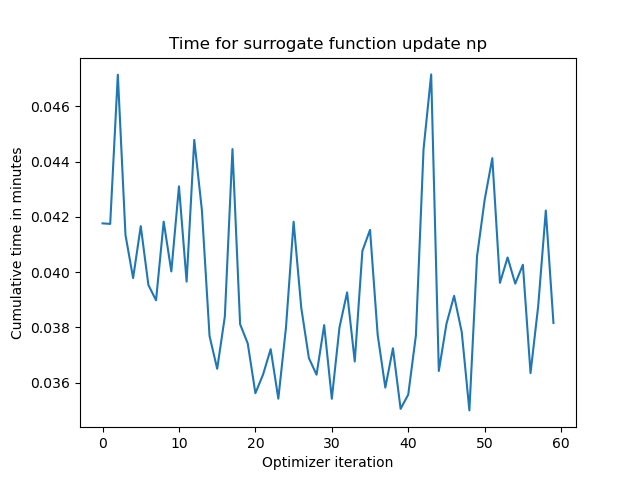 Time for surrogate function update np
Cumulative time in minutes
0.046
0.044
0.042
0.040
0.038
0.036
0 10 20 30 40 50 60
Optimizer iteration